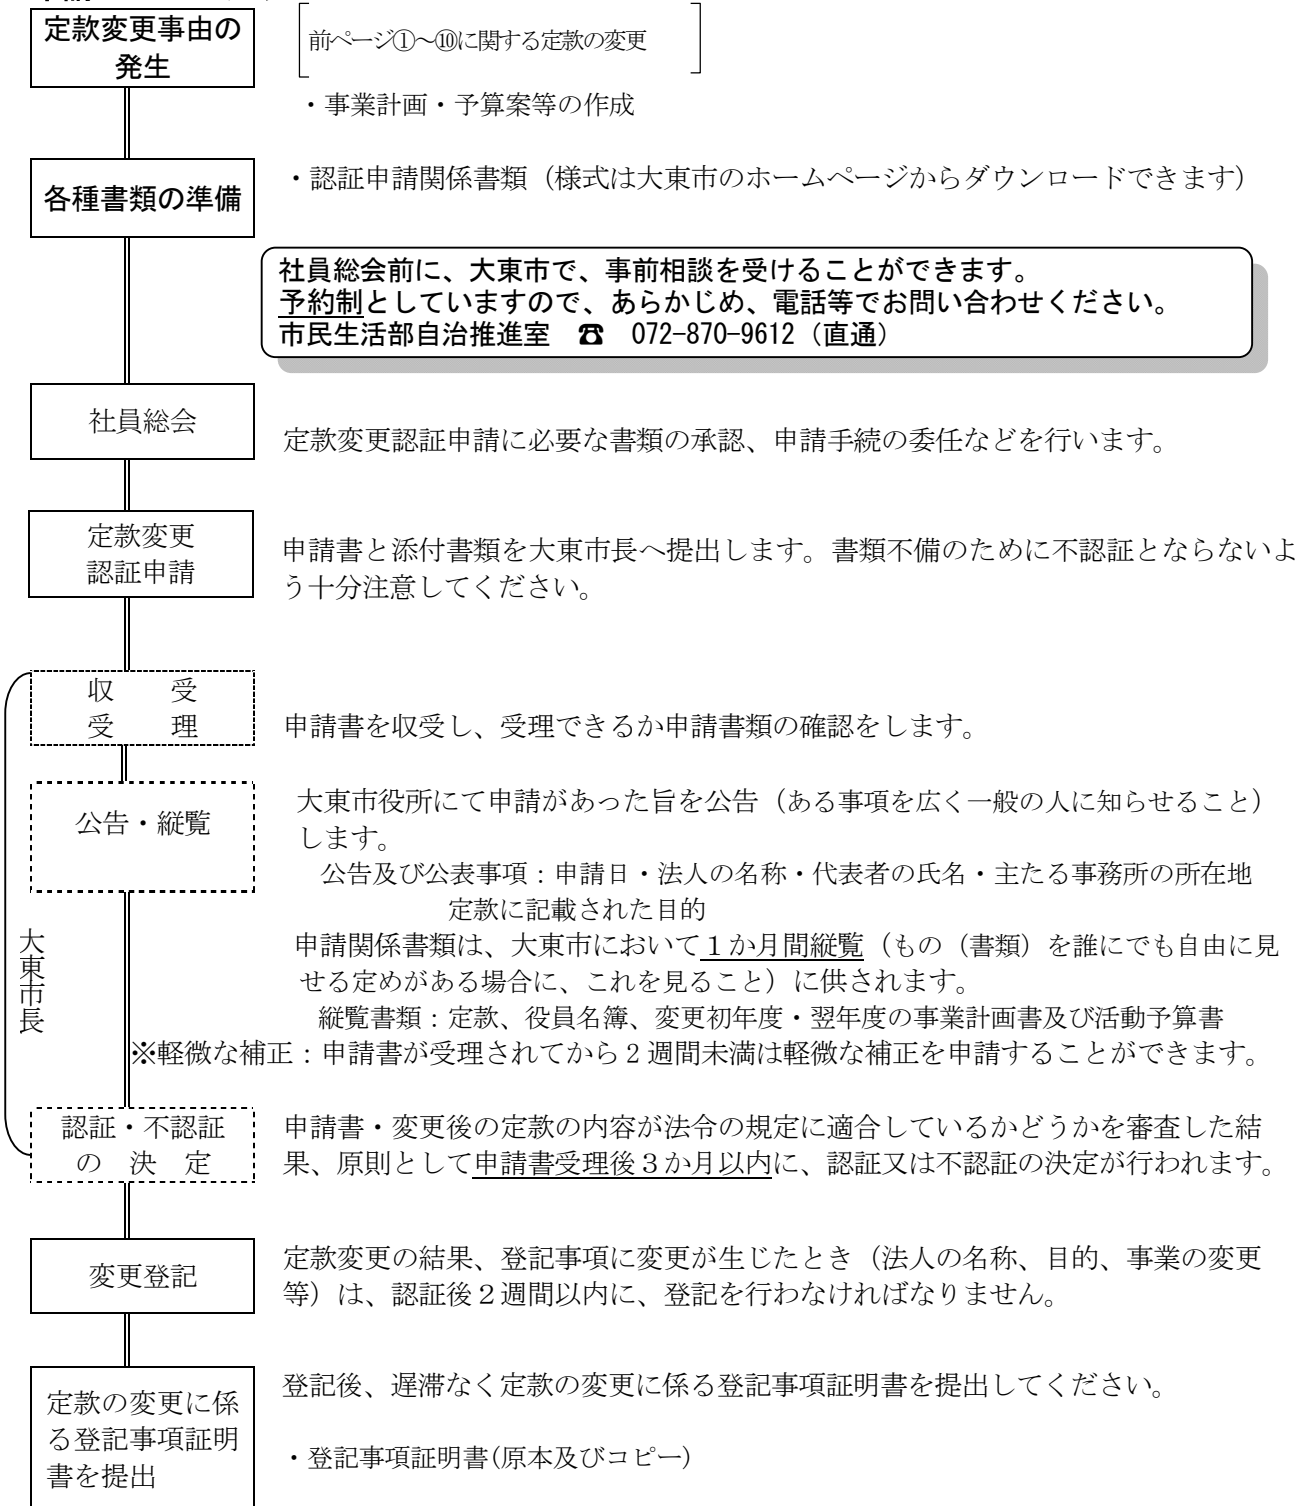 定款変更事由の
発生
前ページ①～⑩に関する定款の変更
・事業計画・予算案等の作成
各種書類の準備
・認証申請関係書類（様式は大東市のホームページからダウンロードできます）
社員総会前に、大東市で、事前相談を受けることができます。
予約制としていますので、あらかじめ、電話等でお問い合わせください。
市民生活部自治推進室　☎　072-870-9612（直通）
社員総会
定款変更認証申請に必要な書類の承認、申請手続の委任などを行います。
定款変更
認証申請
申請書と添付書類を大東市長へ提出します。書類不備のために不認証とならないよ
う十分注意してください。
収　　受
受　　理
申請書を収受し、受理できるか申請書類の確認をします。
公告・縦覧
大東市役所にて申請があった旨を公告（ある事項を広く一般の人に知らせること）
します。
公告及び公表事項：申請日・法人の名称・代表者の氏名・主たる事務所の所在地
定款に記載された目的
申請関係書類は、大東市において１か月間縦覧（もの（書類）を誰にでも自由に見
せる定めがある場合に、これを見ること）に供されます。
縦覧書類：定款、役員名簿、変更初年度・翌年度の事業計画書及び活動予算書
※軽微な補正：申請書が受理されてから２週間未満は軽微な補正を申請することができます。
大東市長
認証・不認証
の　決　定
申請書・変更後の定款の内容が法令の規定に適合しているかどうかを審査した結
果、原則として申請書受理後３か月以内に、認証又は不認証の決定が行われます。
変更登記
定款変更の結果、登記事項に変更が生じたとき（法人の名称、目的、事業の変更
等）は、認証後２週間以内に、登記を行わなければなりません。
定款の変更に係
る登記事項証明
書を提出
登記後、遅滞なく定款の変更に係る登記事項証明書を提出してください。
・登記事項証明書(原本及びコピー)